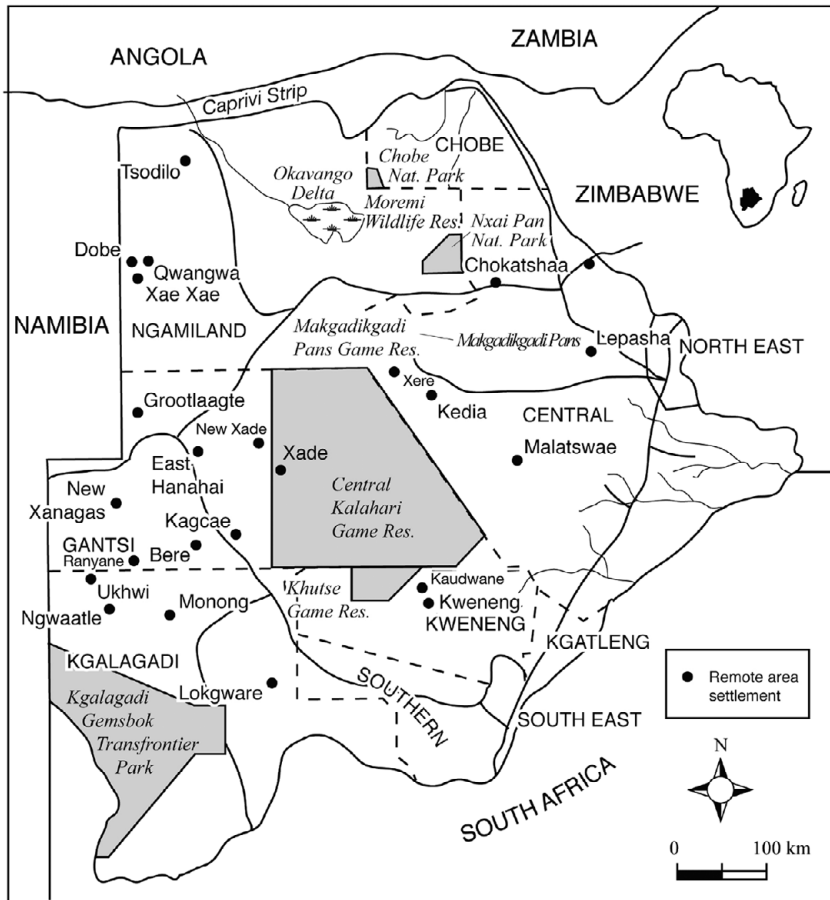 ZAMBIA
ANGOLA
Caprivi Strip
CHOBE
Chobe
Nat. Park
Tsodilo
Okavango
Delta
Moremi
Wildlife Res.
ZIMBABWE
Nxai Pan
Nat. Park
Dobe
Qwangwa
Xae Xae
Chokatshaa
NAMIBIA
NGAMILAND
Makgadikgadi
Pans Game Res.
Makgadikgadi Pans
Lepasha
NORTH EAST
Xere
Kedia
Grootlaagte
CENTRAL
New Xade
Xade
Malatswae
East
Hanahai
Central
Kalahari
Game Res.
New
Xanagas
Kagcae
GANTSI
Bere
Ranyane
Ukhwi
Khutse
Game Res.
Kaudwane
Kweneng
KWENENG
Ngwaatle
Monong
KGATLENG
KGALAGADI
Lokgware
SOUTHERN
Kgalagadi
Gemsbok
Transfrontier
Park
SOUTH EAST
SOUTH AFRICA
Remote area
settlement
N
0 100 km